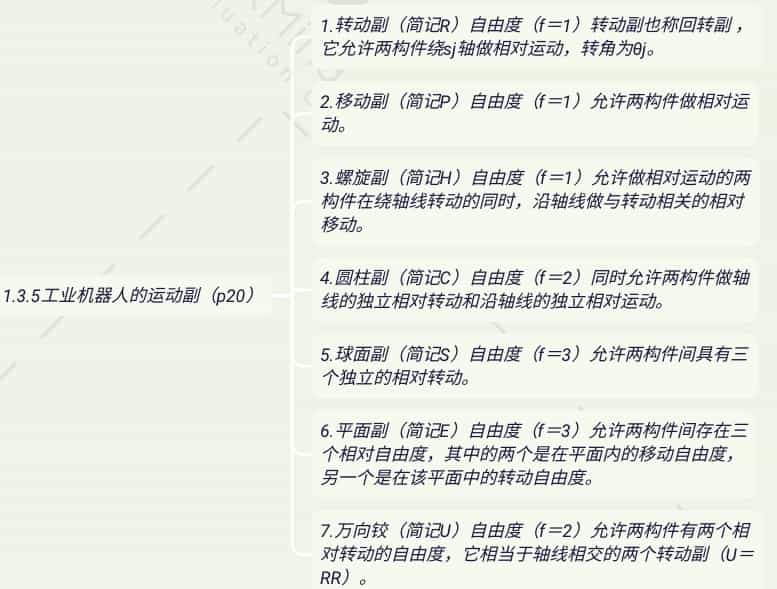 1.转动副（简记R）自由度（f＝1）转动副也称回转副，
它允许两构件绕sj轴做相对运动，转角为θj。
2.移动副（简记P）自由度（f＝1）允许两构件做相对运
动。
3.螺旋副（简记H）自由度（f＝1）允许做相对运动的两
构件在绕轴线转动的同时，沿轴线做与转动相关的相对
移动。
1.3.5工业机器人的运动副（p20）
4.圆柱副（简记C）自由度（f＝2）同时允许两构件做轴
线的独立相对转动和沿轴线的独立相对运动。
5.球面副（简记S）自由度（f＝3）允许两构件间具有三
个独立的相对转动。
6.平面副（简记E）自由度（f＝3）允许两构件间存在三
个相对自由度，其中的两个是在平面内的移动自由度，
另一个是在该平面中的转动自由度。
7.万向铰（简记U）自由度（f＝2）允许两构件有两个相
对转动的自由度，它相当于轴线相交的两个转动副（U＝
RR）。